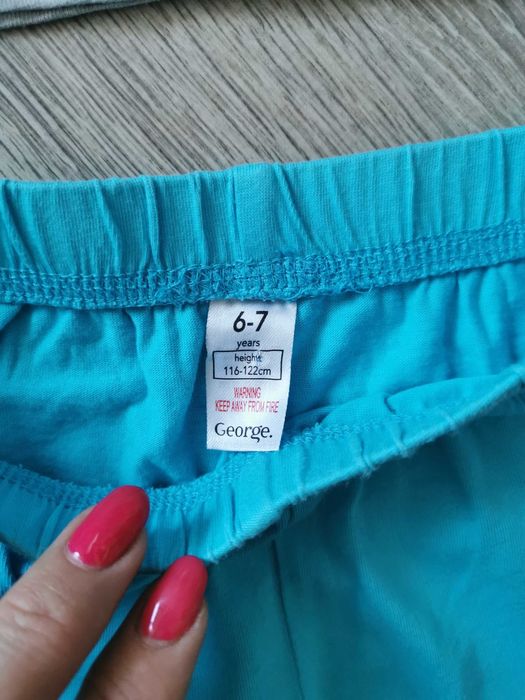 6-7
years
height
116-122cm
WARNING
KEEP AWAY FROM FIRE
George.